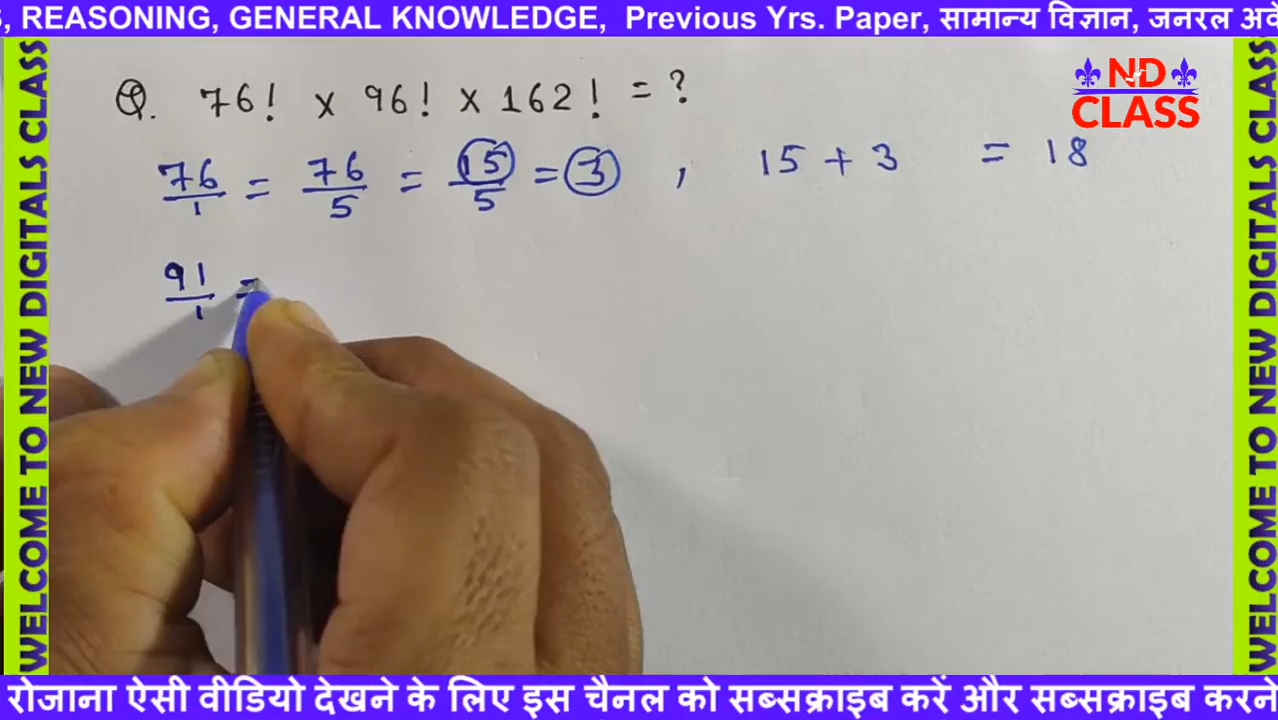 , REASONING, GENERAL KNOWLEDGE, Previous Yrs. Paper, सामान्य विज्ञान, जनरल अवे
ND
CLASS
Q. 76! x 96! x 162! = ?
76/1 = 76/5 = 15/5 = 3 , 15 + 3 = 18
91/1 =
WELCOME TO NEW DIGITALS CLASS
WELCOME TO NEW DIGITALS CLASS
रोजाना ऐसी वीडियो देखने के लिए इस चैनल को सब्सक्राइब करें और सब्सक्राइब करने